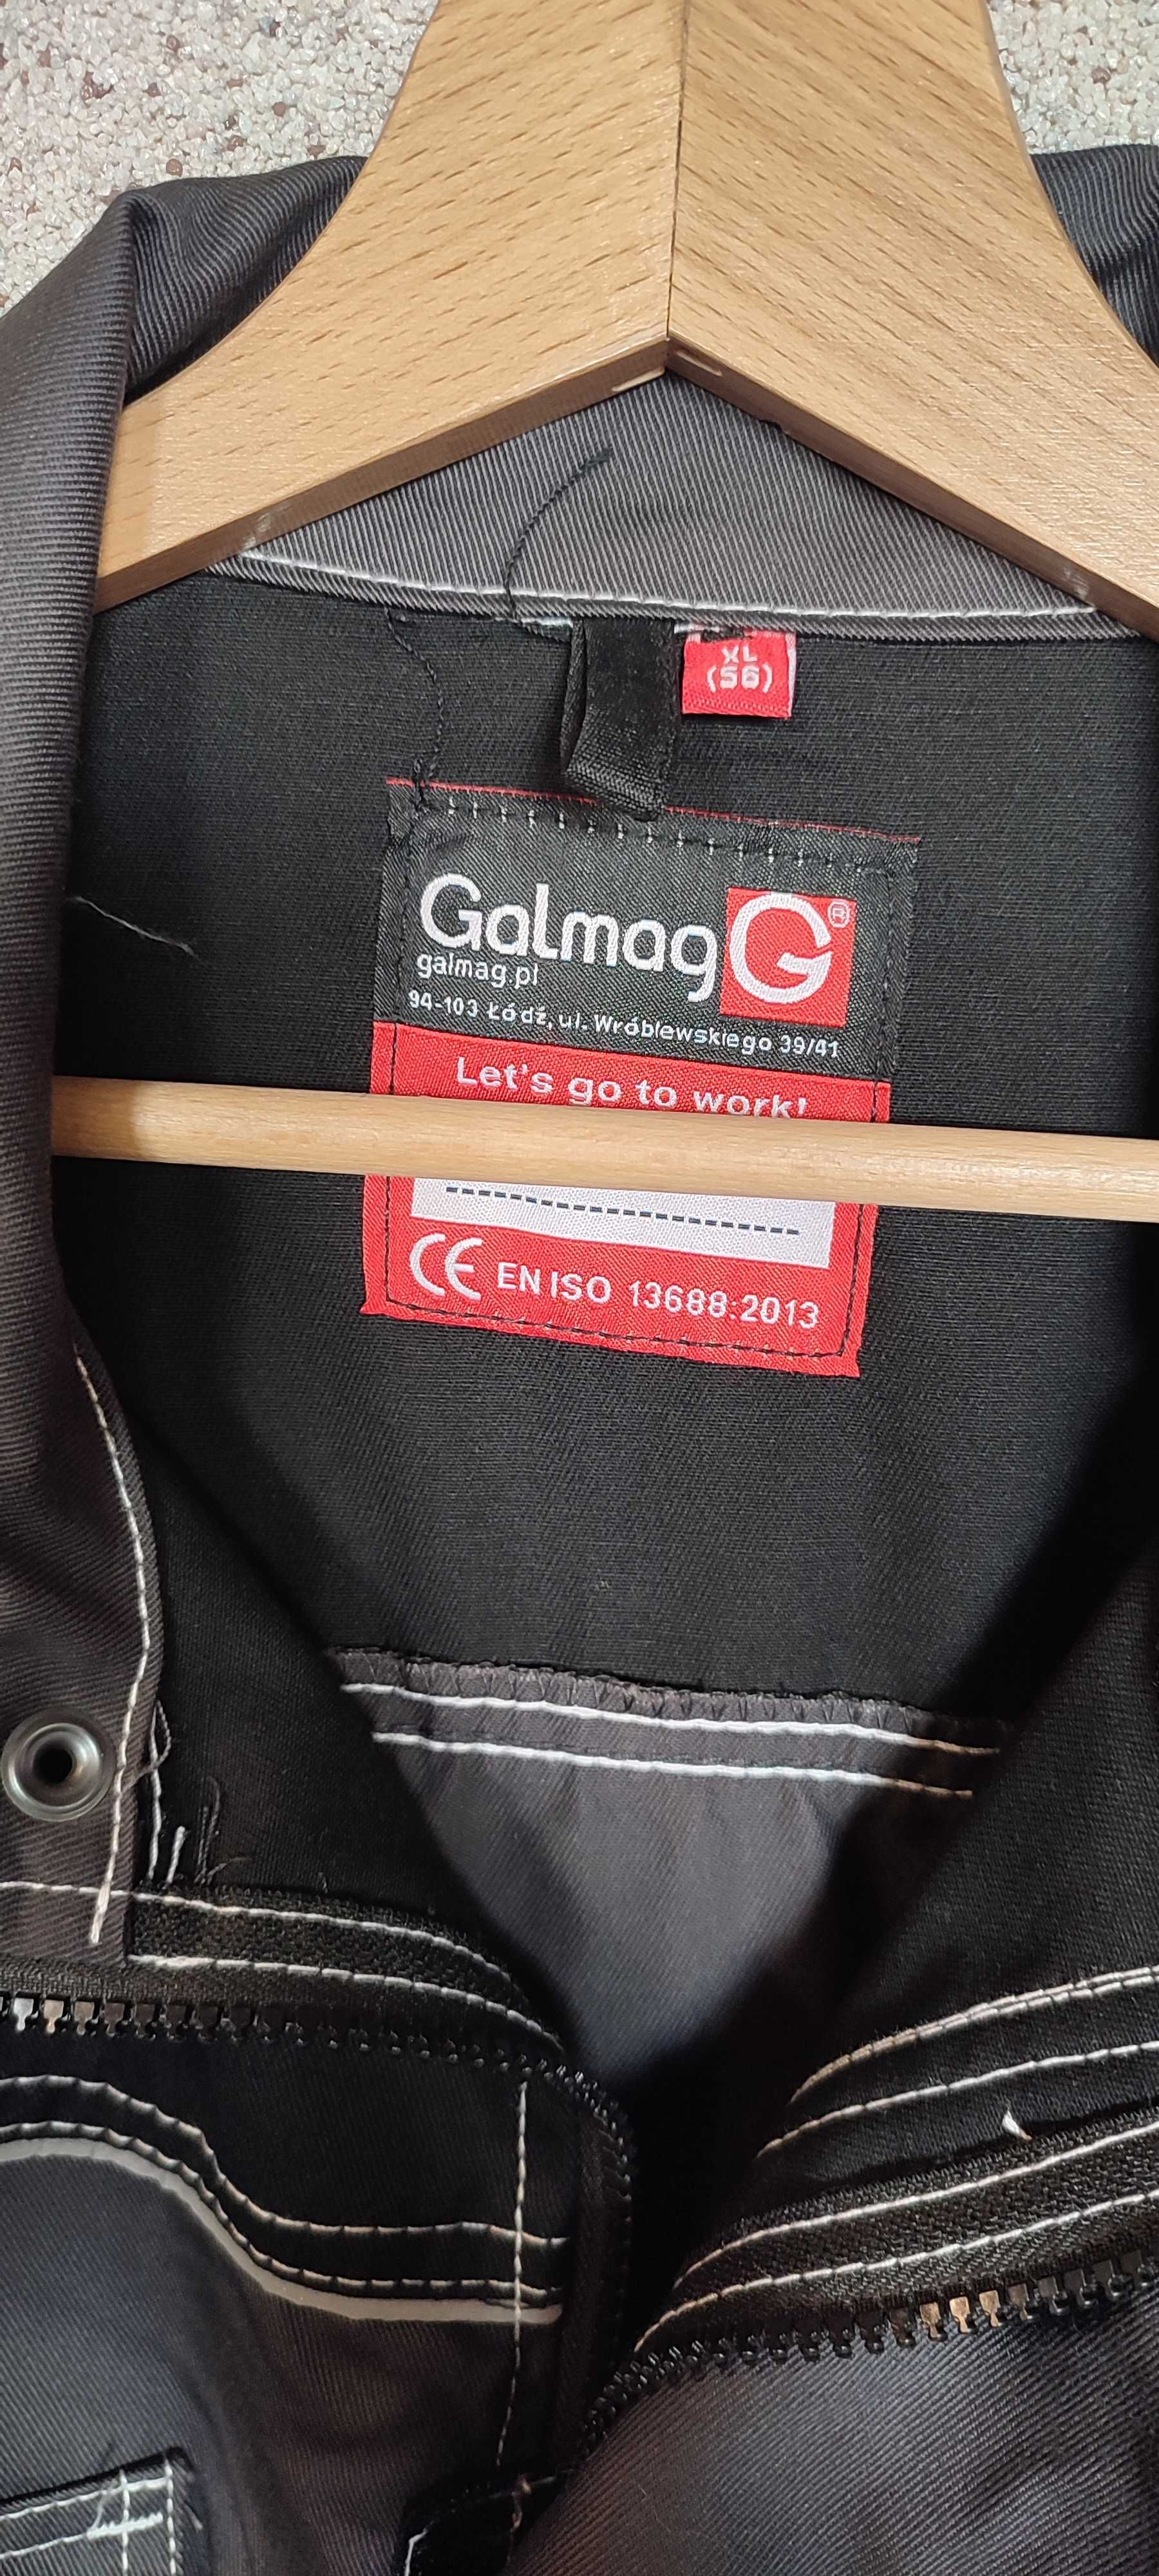 XL
(56)
Galmag G®
galmag.pl
94-103 Łódź, ul. Wróblewskiego 39/41
Let's go to work!
CE EN ISO 13688:2013